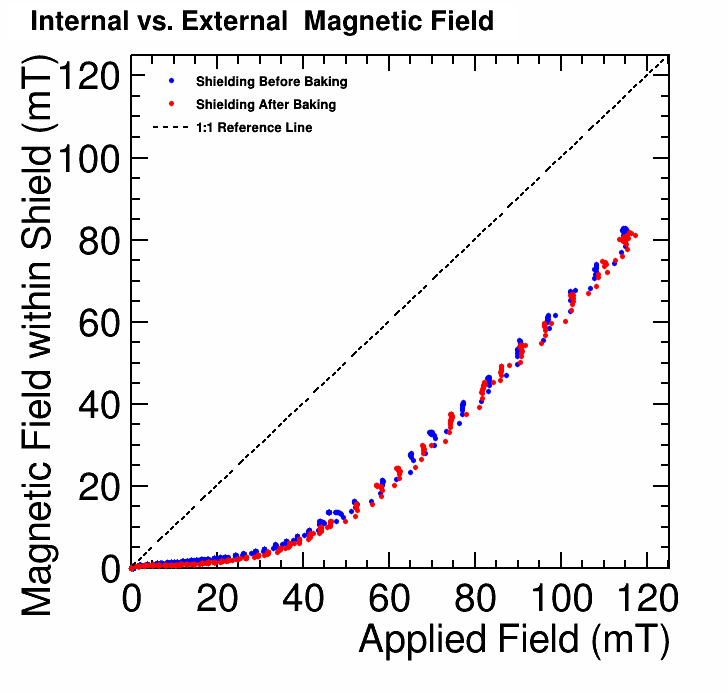 Internal vs. External  Magnetic Field
Magnetic Field within Shield (mT)
120
100
80
60
40
20
0
Shielding Before Baking
Shielding After Baking
1:1 Reference Line
0 20 40 60 80 100 120
Applied Field (mT)